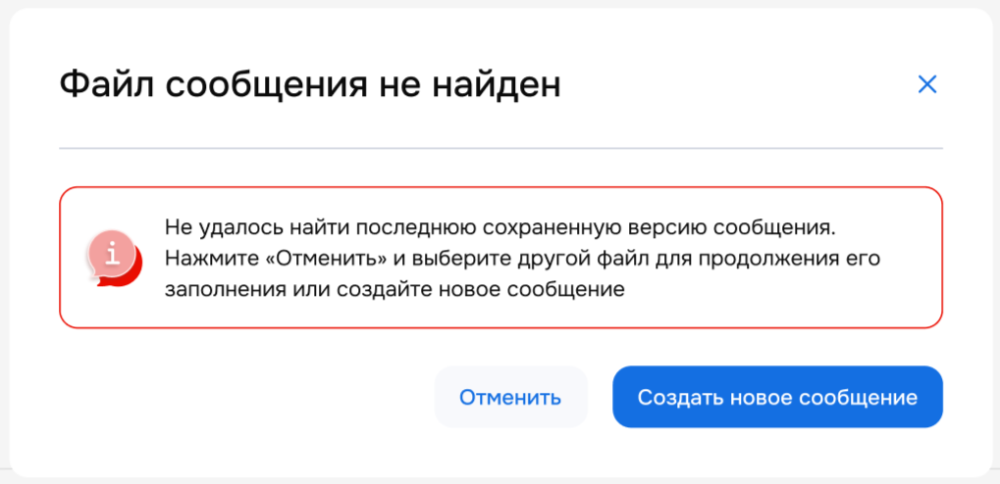 Файл сообщения не найден
Не удалось найти последнюю сохраненную версию сообщения.
Нажмите «Отменить» и выберите другой файл для продолжения его
заполнения или создайте новое сообщение
Отменить
Создать новое сообщение